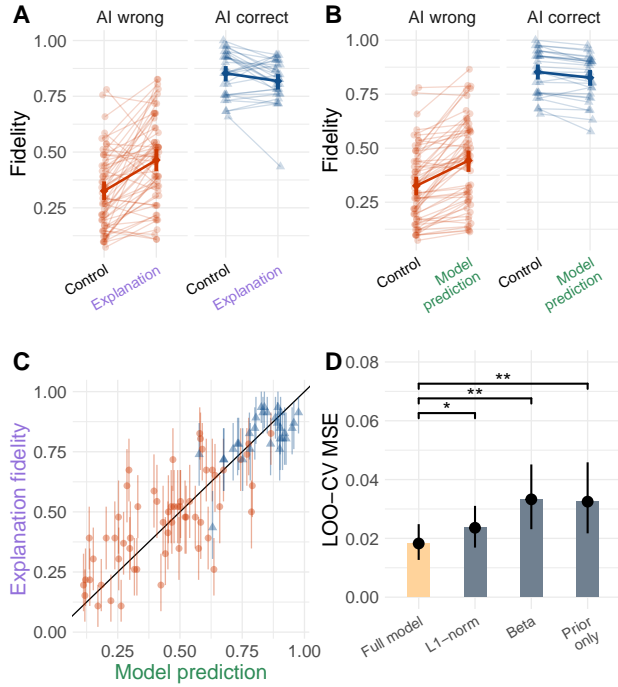 A
AI wrong
AI correct
Fidelity
1.00
0.75
0.50
0.25
Control
Explanation
Control
Explanation
B
AI wrong
AI correct
Fidelity
1.00
0.75
0.50
0.25
Control
Model
prediction
Control
Model
prediction
C
Explanation fidelity
1.00
0.75
0.50
0.25
0.00
0.25
0.50
0.75
1.00
Model prediction
D
LOO−CV MSE
0.08
0.06
0.04
0.02
0.00
**
**
*
Full model
L1−norm
Beta
Prior
only